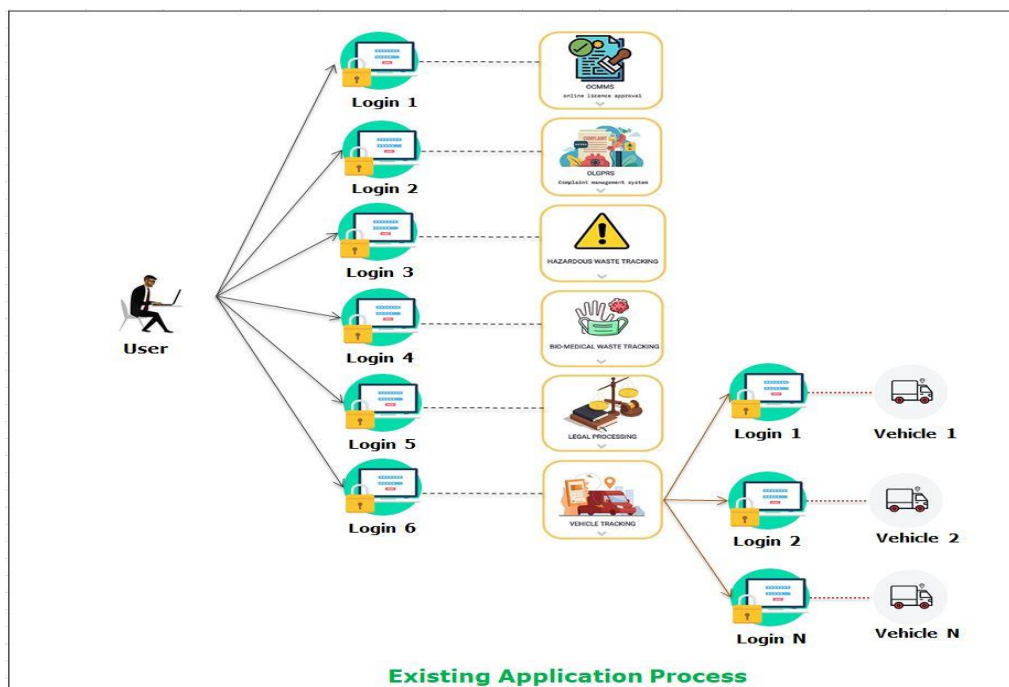 Login 1
OCMMS
online licence approval
Login 2
COMPLAINT
OLGPRS
Complaint management system
Login 3
HAZARDOUS WASTE TRACKING
User
Login 4
BIO-MEDICAL WASTE TRACKING
Login 5
LEGAL PROCESSING
Login 1
Vehicle 1
Login 6
VEHICLE TRACKING
Login 2
Vehicle 2
Login N
Vehicle N
Existing Application Process